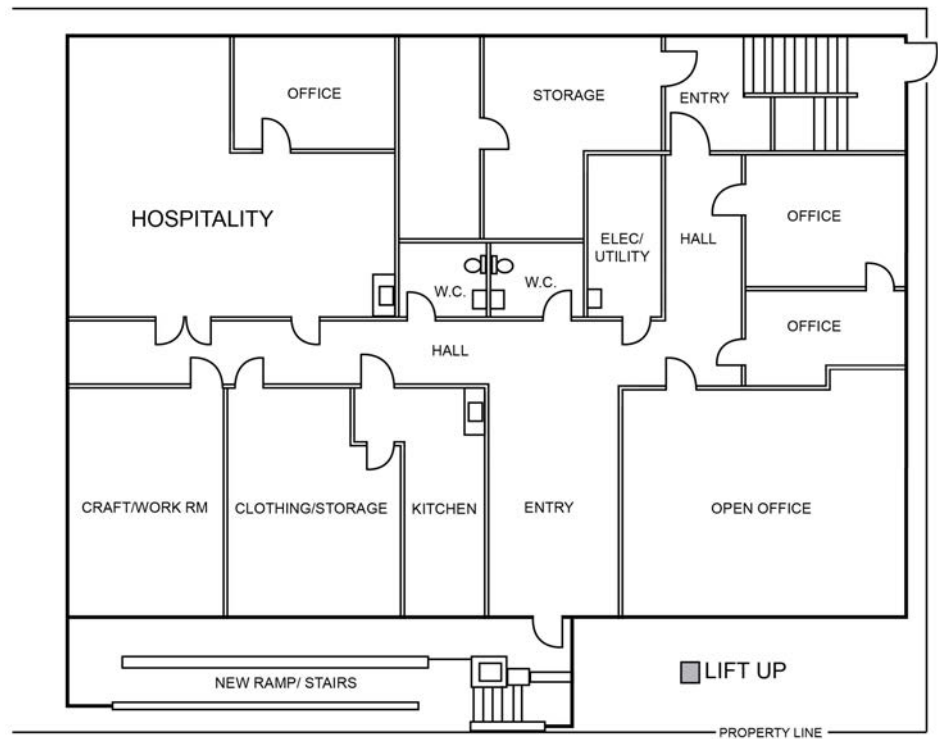 OFFICE
STORAGE
ENTRY
HOSPITALITY
OFFICE
ELEC/
UTILITY
HALL
W.C.
W.C.
OFFICE
HALL
CRAFT/WORK RM
CLOTHING/STORAGE
KITCHEN
ENTRY
OPEN OFFICE
LIFT UP
NEW RAMP/ STAIRS
PROPERTY LINE